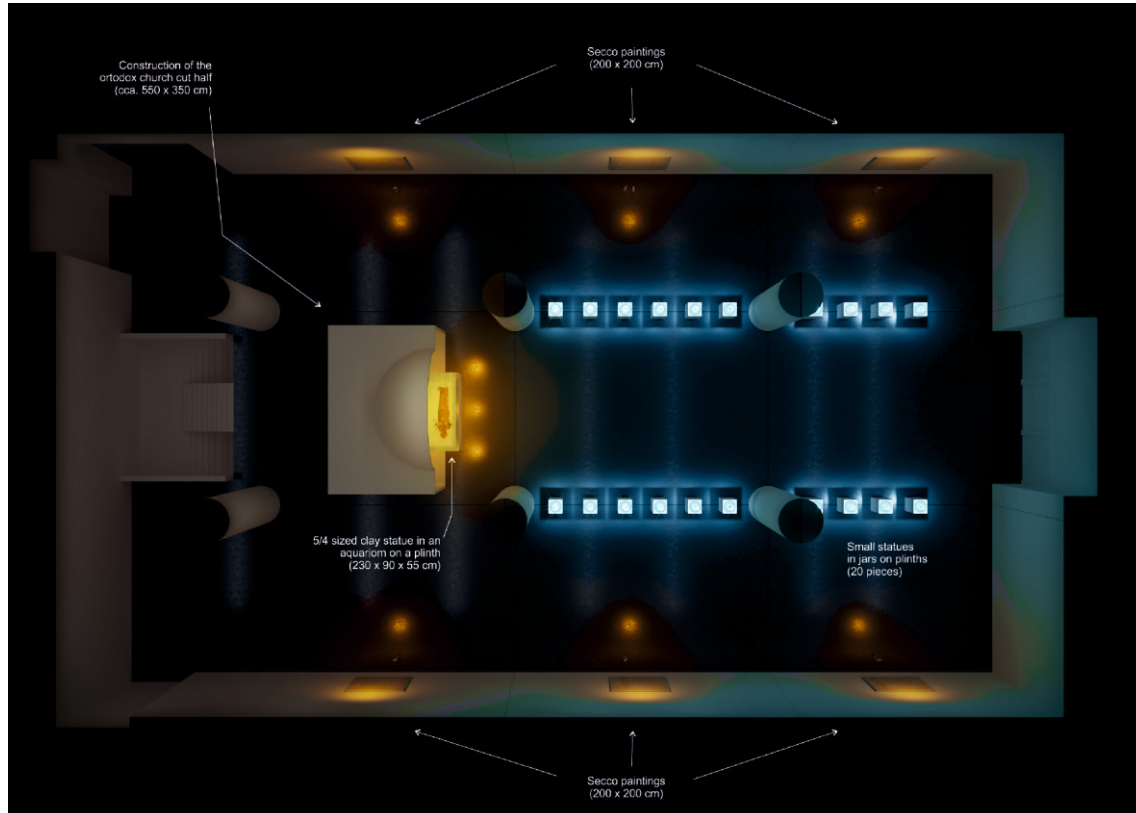 Secco paintings
(200 x 200 cm)
Construction of the
ortodox church cut half
(cca. 550 x 350 cm)
5/4 sized clay statue in an
aquariom on a plinth
(230 x 90 x 55 cm)
Small statues
in jars on plinths
(20 pieces)
Secco paintings
(200 x 200 cm)